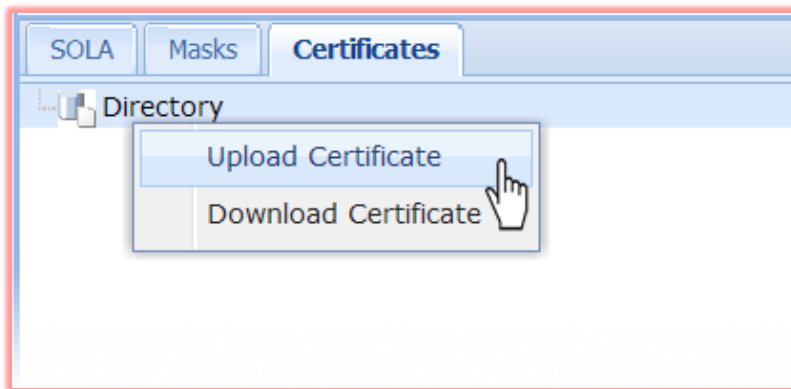 SOLA Masks Certificates
Directory
Upload Certificate
Download Certificate